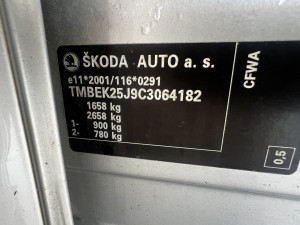 ŠKODA AUTO a. s.
e11*2001/116*0291
TMBEK25J9C3064182
1658 kg
2658 kg
1- 900 kg
2- 780 kg
CFWA
0,5